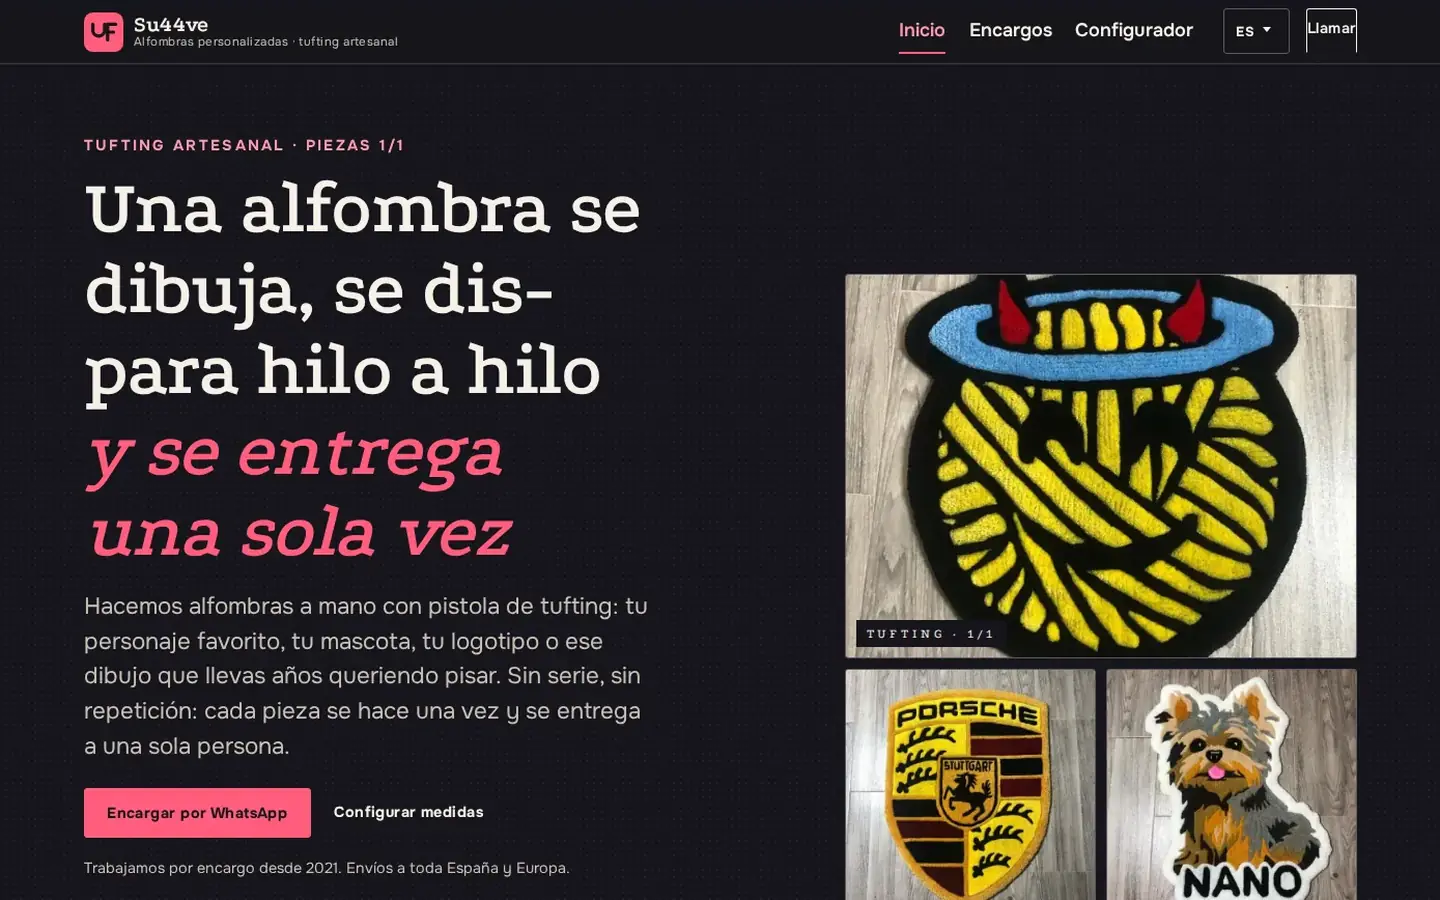 UF
Su44ve
Alfombras personalizadas · tufting artesanal
Inicio
Encargos
Configurador
ES
Llamar
TUFTING ARTESANAL · PIEZAS 1/1
Una alfombra se
dibuja, se dis-
para hilo a hilo
y se entrega
una sola vez
Hacemos alfombras a mano con pistola de tufting: tu
personaje favorito, tu mascota, tu logotipo o ese
dibujo que llevas años queriendo pisar. Sin serie, sin
repetición: cada pieza se hace una vez y se entrega
a una sola persona.
Encargar por WhatsApp
Configurar medidas
Trabajamos por encargo desde 2021. Envíos a toda España y Europa.
TUFTING · 1/1
PORSCHE
STUTTGART
NANO